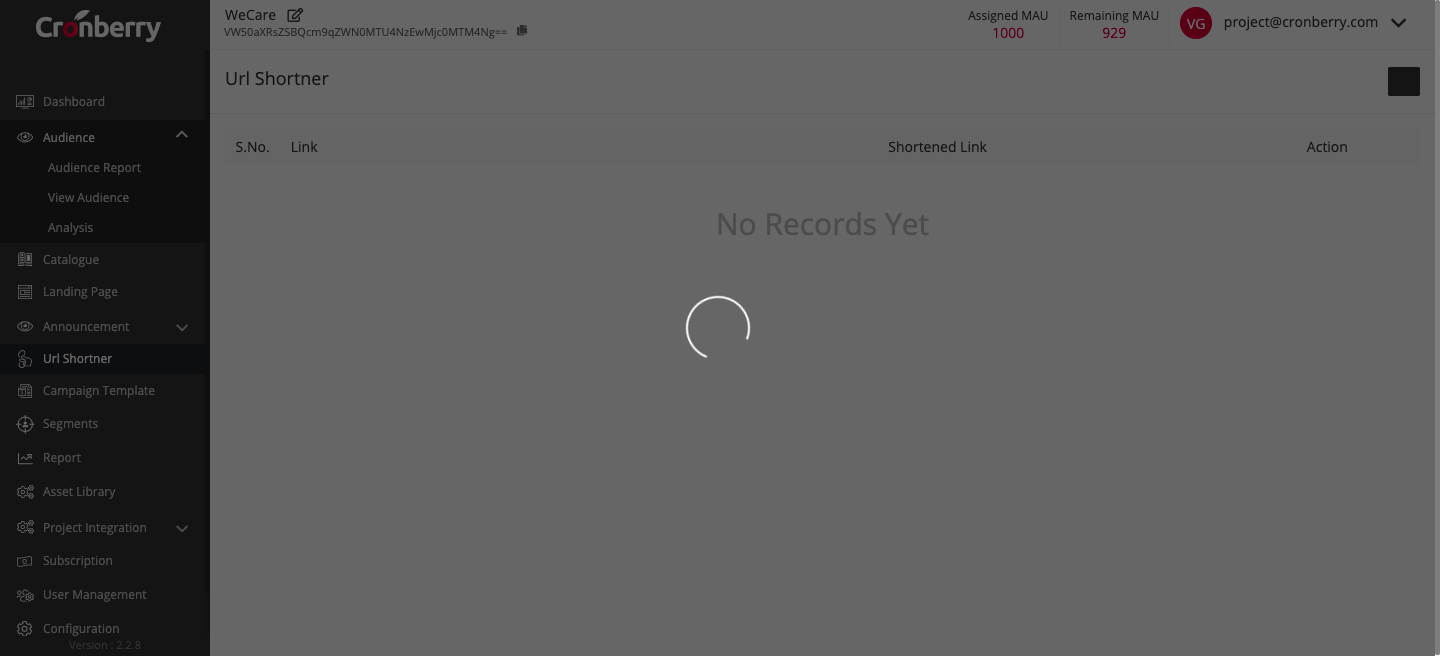 Cronberry
WeCare
VW50aXRsZSBQcm9qZWN0MTU4NzEwMjc0MTM4Ng==
Assigned MAU
1000
Remaining MAU
929
VG
project@cronberry.com
Url Shortner
Dashboard
Audience
Audience Report
View Audience
Analysis
Catalogue
Landing Page
Announcement
Url Shortner
Campaign Template
Segments
Report
Asset Library
Project Integration
Subscription
User Management
Configuration
Version : 2.2.8
S.No. Link Shortened Link Action
No Records Yet